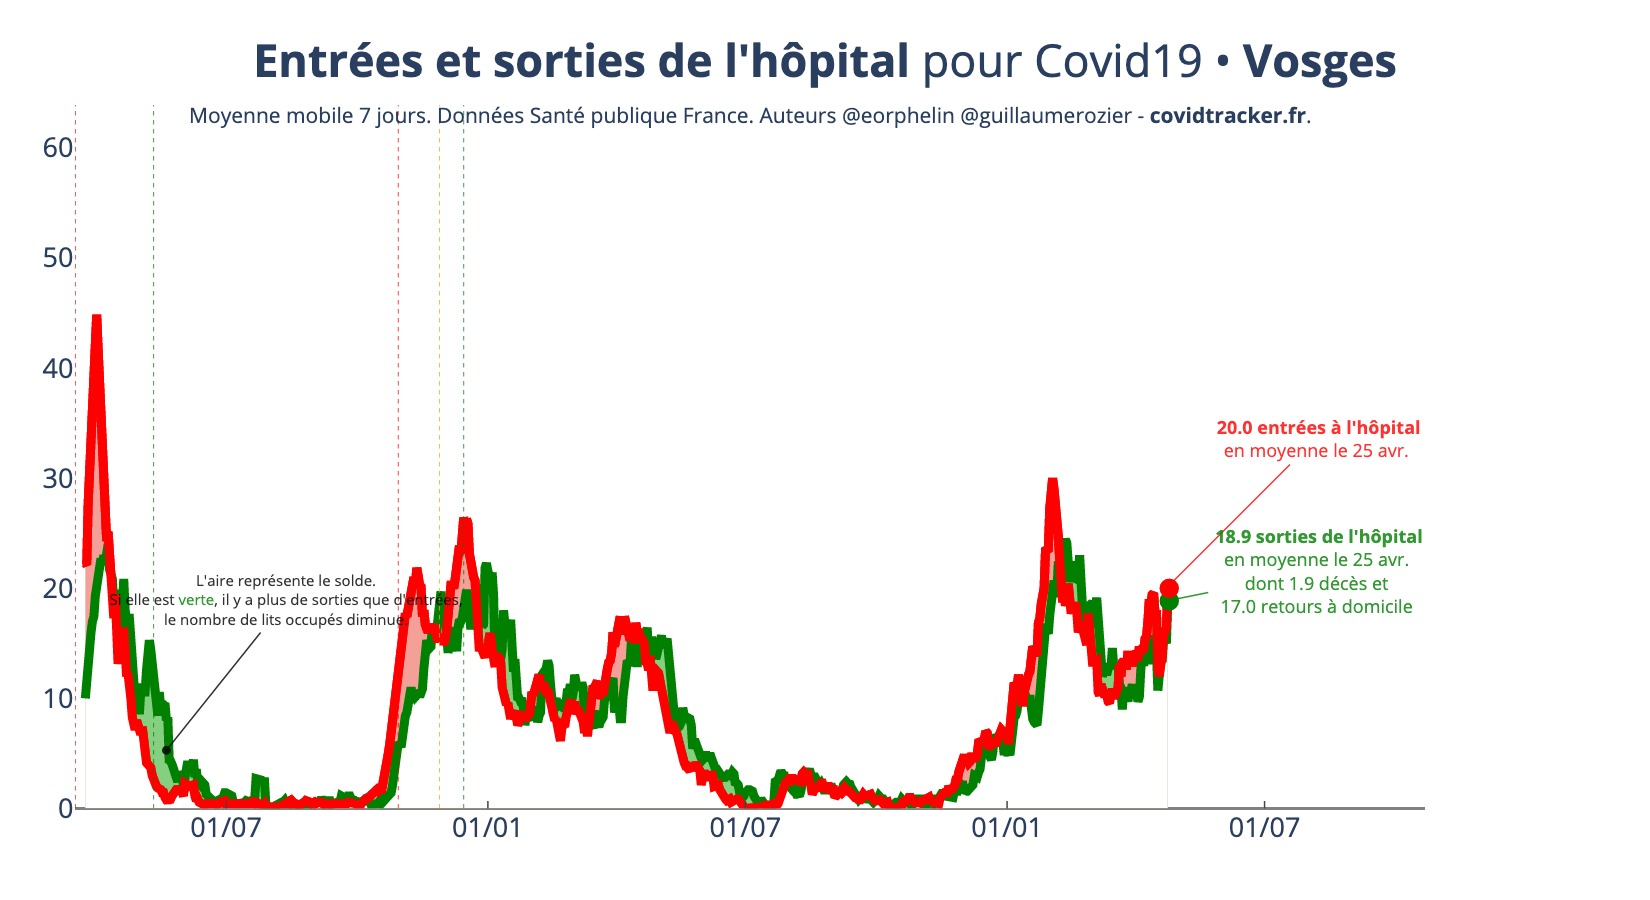 Entrées et sorties de l'hôpital pour Covid19 • Vosges
Moyenne mobile 7 jours. Données Santé publique France. Auteurs @eorphelin @guillaumerozier - covidtracker.fr.
60
50
40
30
20
10
0
20.0 entrées à l'hôpital
en moyenne le 25 avr.
18.9 sorties de l'hôpital
en moyenne le 25 avr.
dont 1.9 décès et
17.0 retours à domicile
L'aire représente le solde.
Si elle est verte, il y a plus de sorties que d'entrées,
le nombre de lits occupés diminue
01/07
01/01
01/07
01/01
01/07